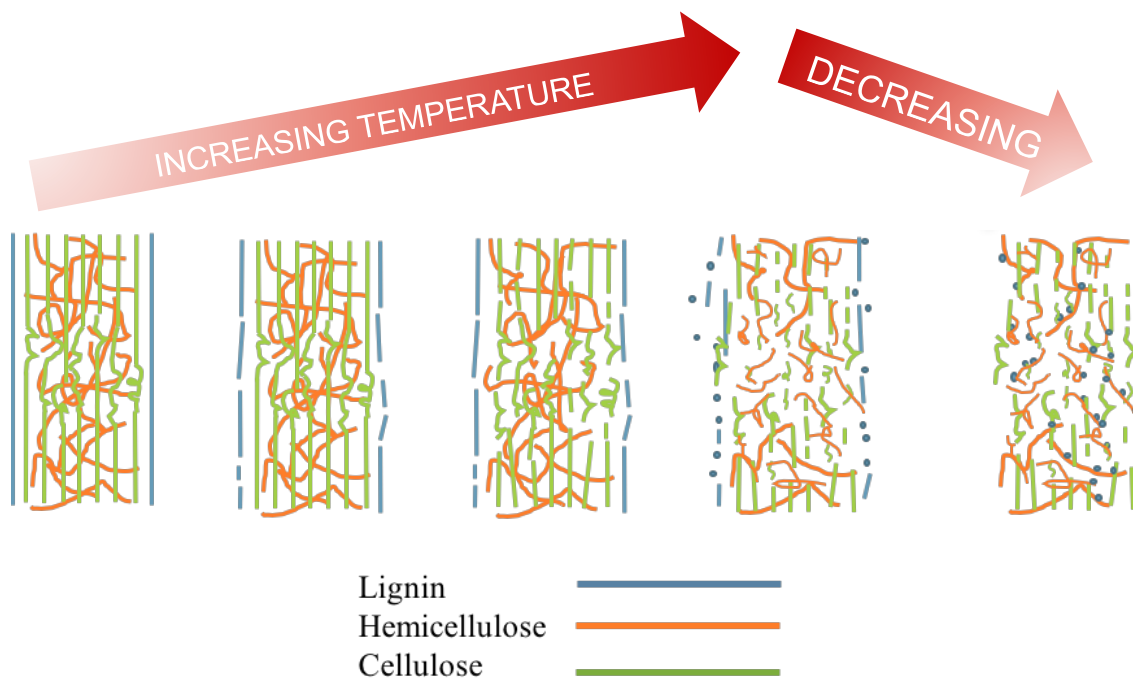 INCREASING TEMPERATURE
DECREASING
Lignin
Hemicellulose
Cellulose